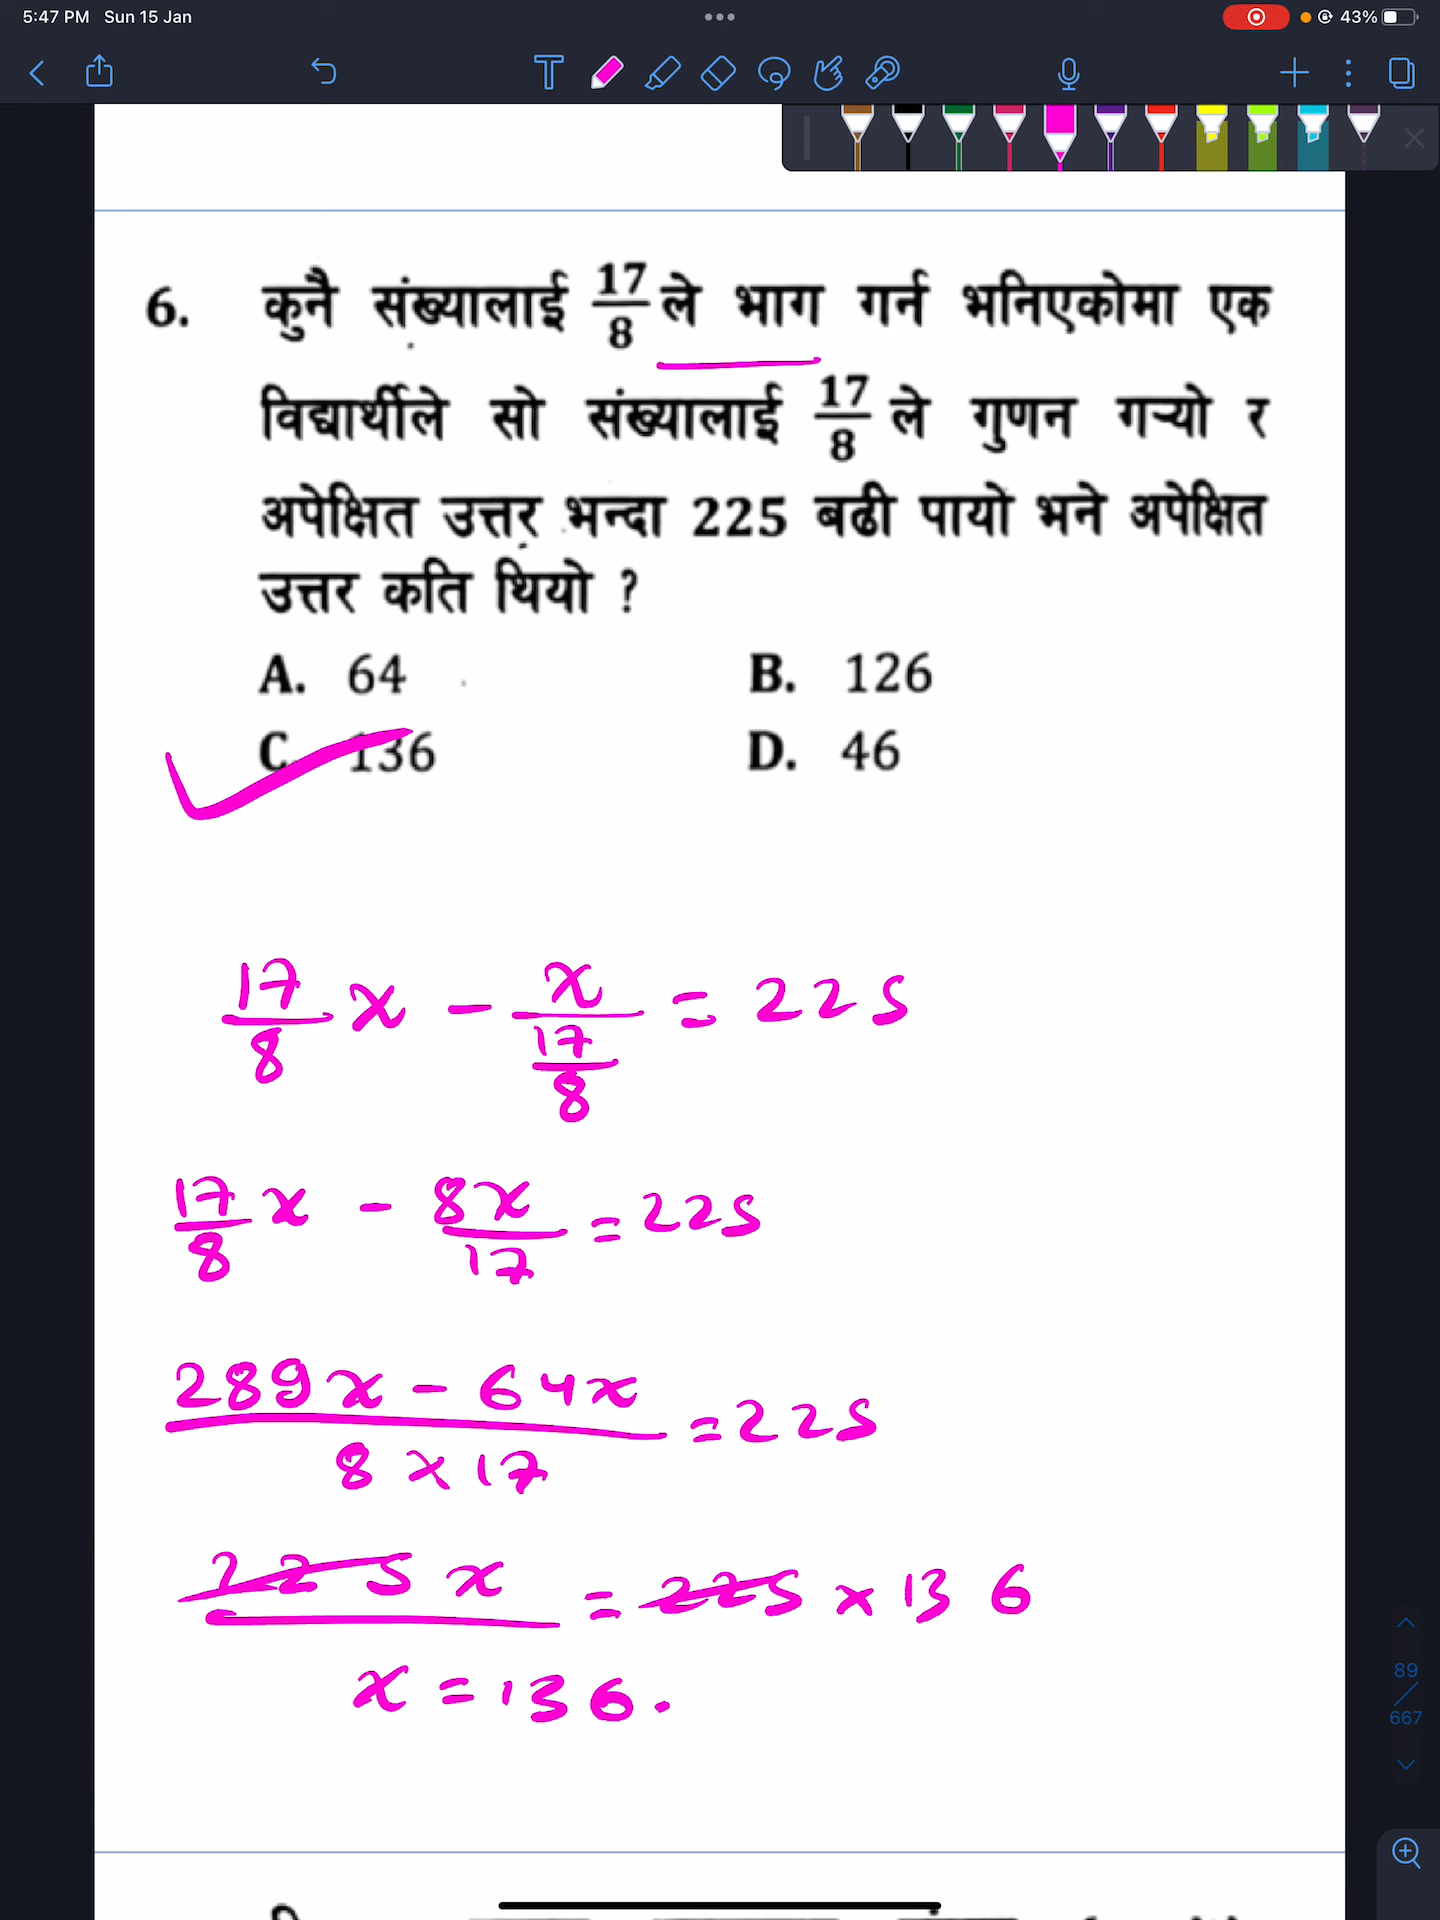 5:47 PM Sun 15 Jan
43%
6. कुनै संख्यालाई 17/8 ले भाग गर्न भनिएकोमा एक
विद्यार्थीले सो संख्यालाई 17/8 ले गुणन गऱ्यो र
अपेक्षित उत्तर भन्दा 225 बढी पायो भने अपेक्षित
उत्तर कति थियो ?
A. 64 B. 126
C. 136 D. 46
17/8 x - x/(17/8) = 225
17/8 x - 8x/17 = 225
(289x - 64x)/(8 × 17) = 225
225x = 225 × 136
x = 136.
89
/
667